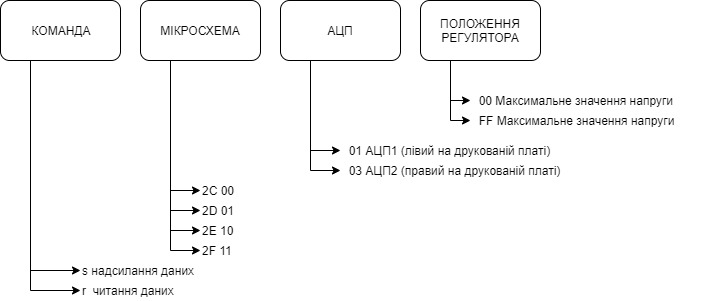 КОМАНДА
МІКРОСХЕМА
АЦП
ПОЛОЖЕННЯ
РЕГУЛЯТОРА
00 Максимальне значення напруги
FF Максимальне значення напруги
01 АЦП1 (лівий на друкованій платі)
03 АЦП2 (правий на друкованій платі)
2C 00
2D 01
2E 10
2F 11
s надсилання даних
r читання даних